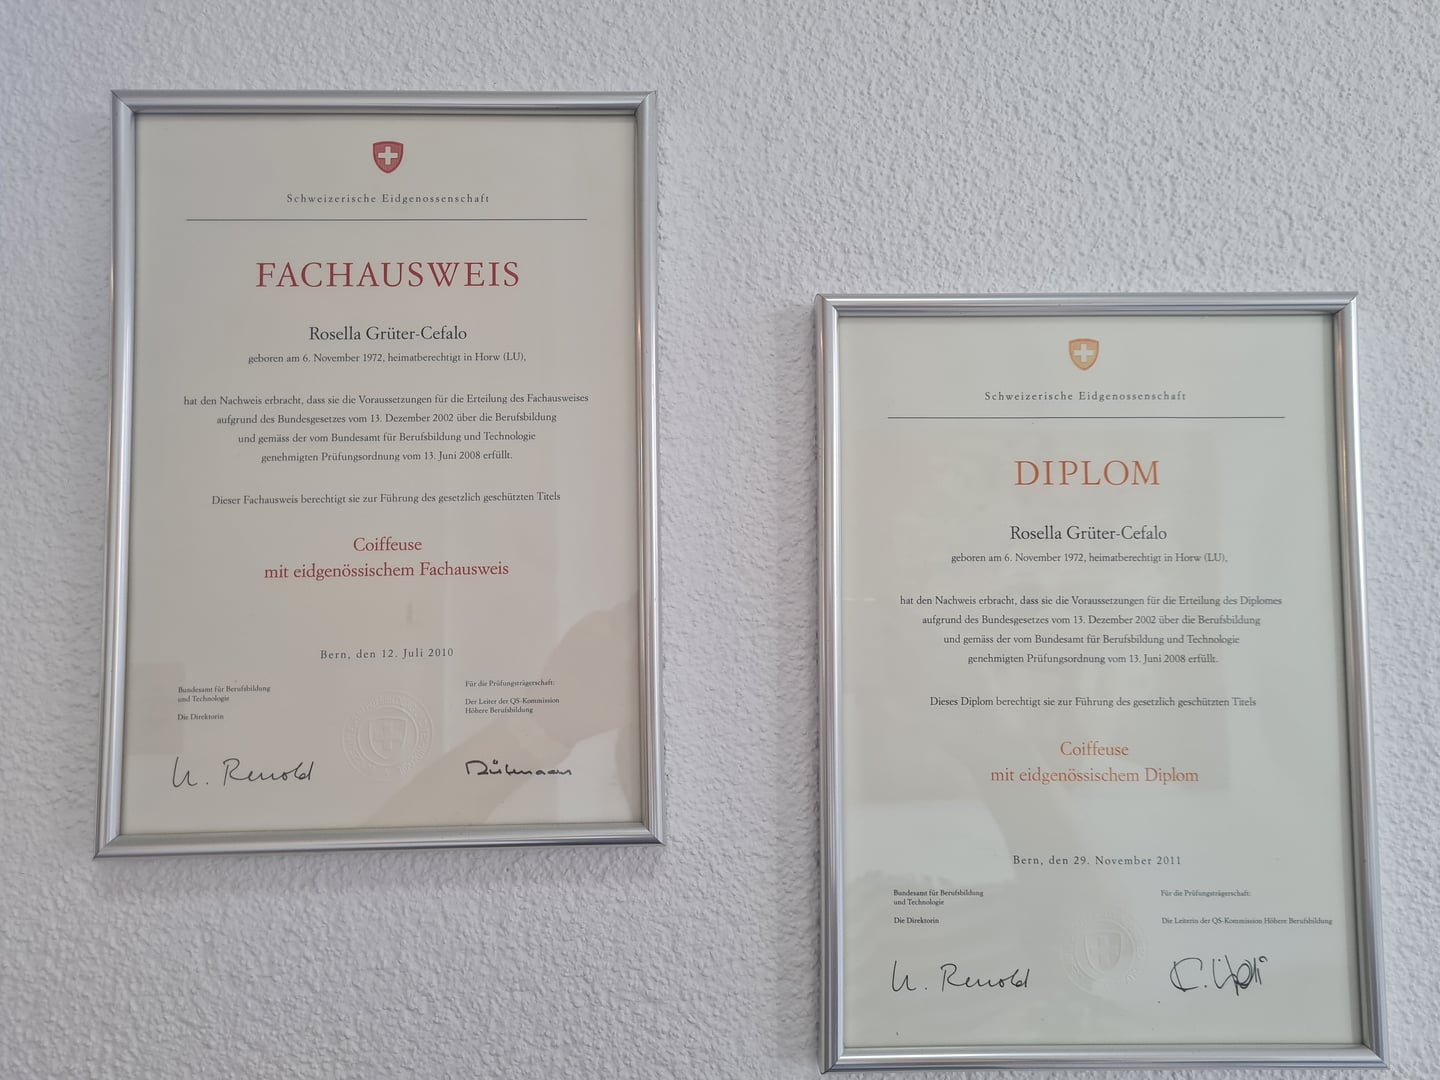 Schweizerische Eidgenossenschaft
FACHAUSWEIS
Rosella Grüter-Cefalo
geboren am 6. November 1972, heimatberechtigt in Horw (LU),
hat den Nachweis erbracht, dass sie die Voraussetzungen für die Erteilung des Fachausweises
aufgrund des Bundesgesetzes vom 13. Dezember 2002 über die Berufsbildung
und gemäss der vom Bundesamt für Berufsbildung und Technologie
genehmigten Prüfungsordnung vom 13. Juni 2008 erfüllt.
Dieser Fachausweis berechtigt sie zur Führung des gesetzlich geschützten Titels
Coiffeuse
mit eidgenössischem Fachausweis
Bern, den 12. Juli 2010
Bundesamt für Berufsbildung
und Technologie
Die Direktorin
Für die Prüfungsträgerschaft:
Der Leiter der QS-Kommission
Höhere Berufsbildung
U. Renold
Schweizerische Eidgenossenschaft
DIPLOM
Rosella Grüter-Cefalo
geboren am 6. November 1972, heimatberechtigt in Horw (LU),
hat den Nachweis erbracht, dass sie die Voraussetzungen für die Erteilung des Diplomes
aufgrund des Bundesgesetzes vom 13. Dezember 2002 über die Berufsbildung
und gemäss der vom Bundesamt für Berufsbildung und Technologie
genehmigten Prüfungsordnung vom 13. Juni 2008 erfüllt.
Dieses Diplom berechtigt sie zur Führung des gesetzlich geschützten Titels
Coiffeuse
mit eidgenössischem Diplom
Bern, den 29. November 2011
Bundesamt für Berufsbildung
und Technologie
Die Direktorin
Für die Prüfungsträgerschaft:
Die Leiterin der QS-Kommission Höhere Berufsbildung
U. Renold